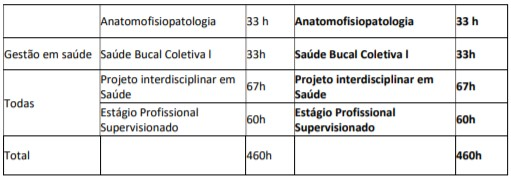 Anatomofisiopatologia 33 h Anatomofisiopatologia 33 h
Gestão em saúde Saúde Bucal Coletiva l 33h Saúde Bucal Coletiva l 33h
Todas
Projeto interdisciplinar em Saúde 67h Projeto interdisciplinar em Saúde 67h
Estágio Profissional Supervisionado 60h Estágio Profissional Supervisionado 60h
Total 460h 460h